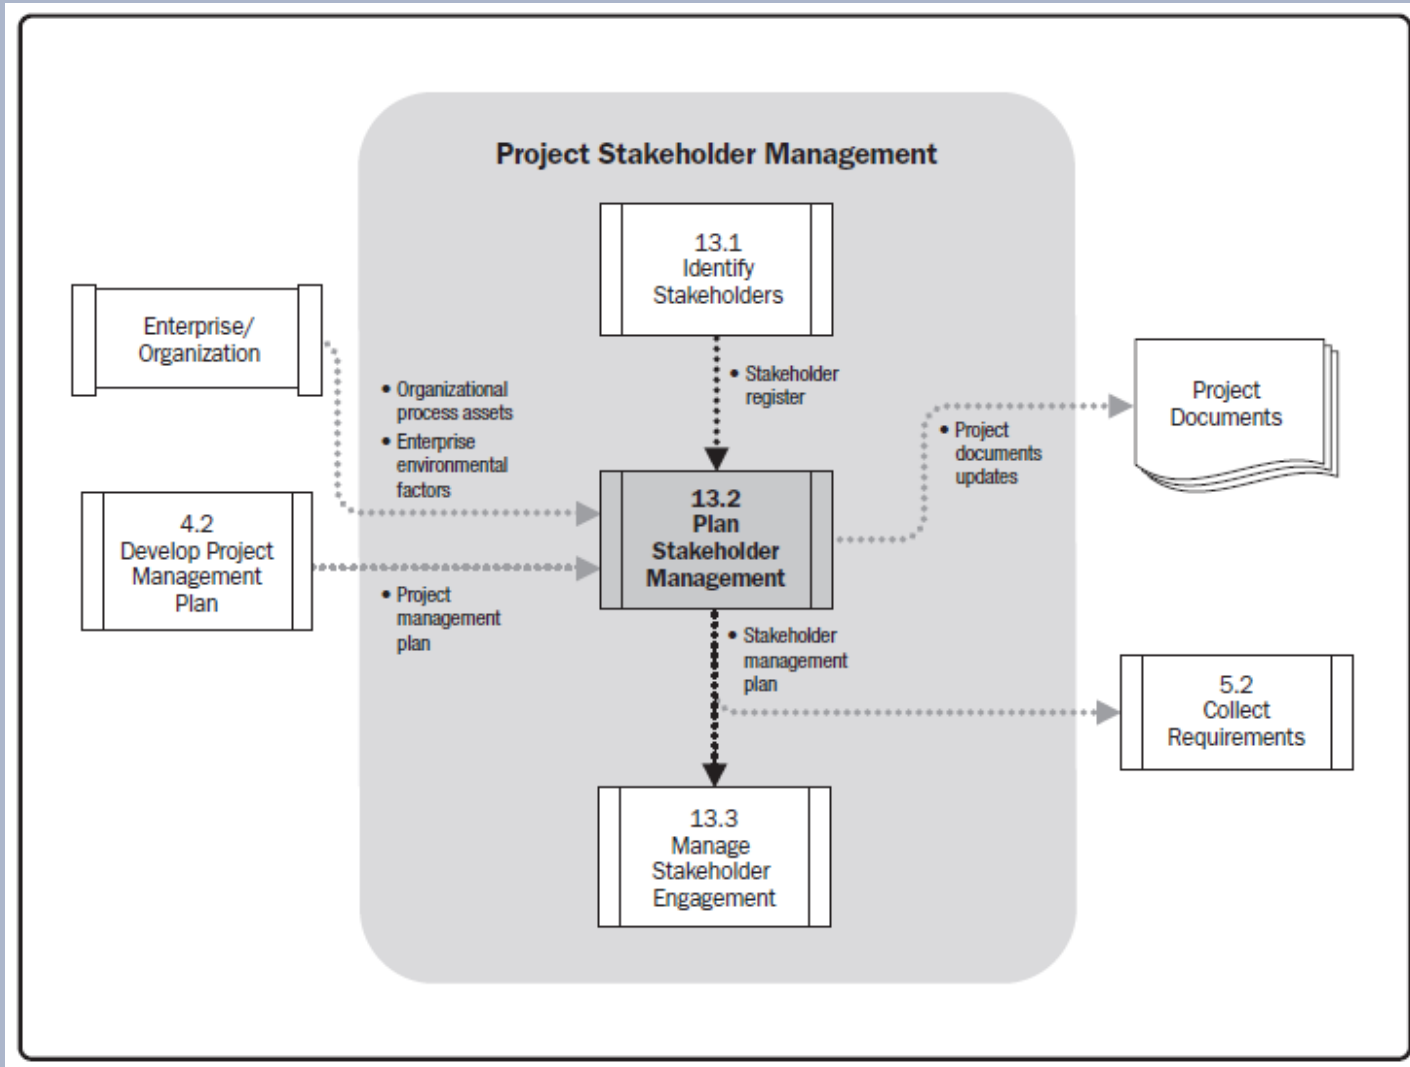 Project Stakeholder Management
13.1
Identify
Stakeholders
Enterprise/
Organization
• Organizational
process assets
• Enterprise
environmental
factors
• Stakeholder
register
Project
Documents
• Project
documents
updates
4.2
Develop Project
Management
Plan
13.2
Plan
Stakeholder
Management
• Project
management
plan
• Stakeholder
management
plan
5.2
Collect
Requirements
13.3
Manage
Stakeholder
Engagement